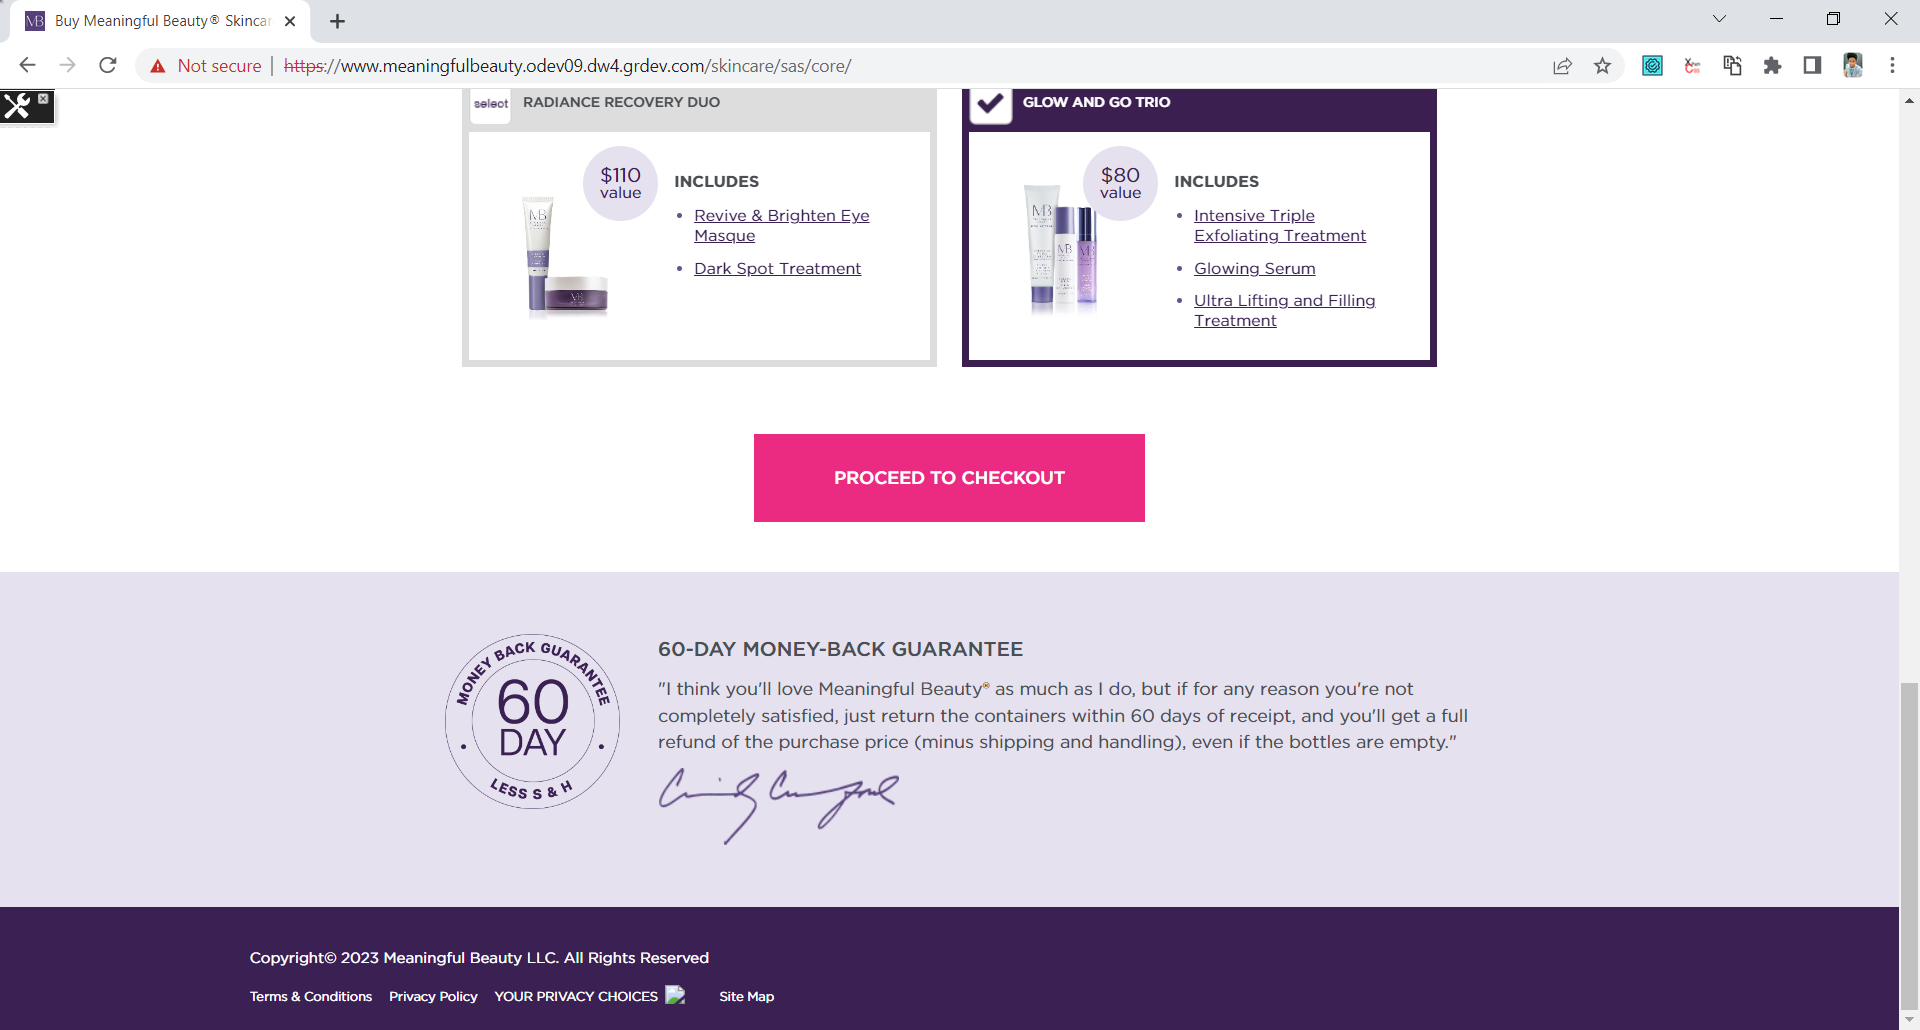 Buy Meaningful Beauty® Skincar
Not secure
https://www.meaningfulbeauty.odev09.dw4.grdev.com/skincare/sas/core/
select
RADIANCE RECOVERY DUO
$110
value
INCLUDES
Revive & Brighten Eye
Masque
Dark Spot Treatment
GLOW AND GO TRIO
$80
value
INCLUDES
Intensive Triple
Exfoliating Treatment
Glowing Serum
Ultra Lifting and Filling
Treatment
PROCEED TO CHECKOUT
MONEY BACK GUARANTEE
60
DAY
LESS S & H
60-DAY MONEY-BACK GUARANTEE
"I think you'll love Meaningful Beauty® as much as I do, but if for any reason you're not
completely satisfied, just return the containers within 60 days of receipt, and you'll get a full
refund of the purchase price (minus shipping and handling), even if the bottles are empty."
Copyright© 2023 Meaningful Beauty LLC. All Rights Reserved
Terms & Conditions Privacy Policy YOUR PRIVACY CHOICES Site Map